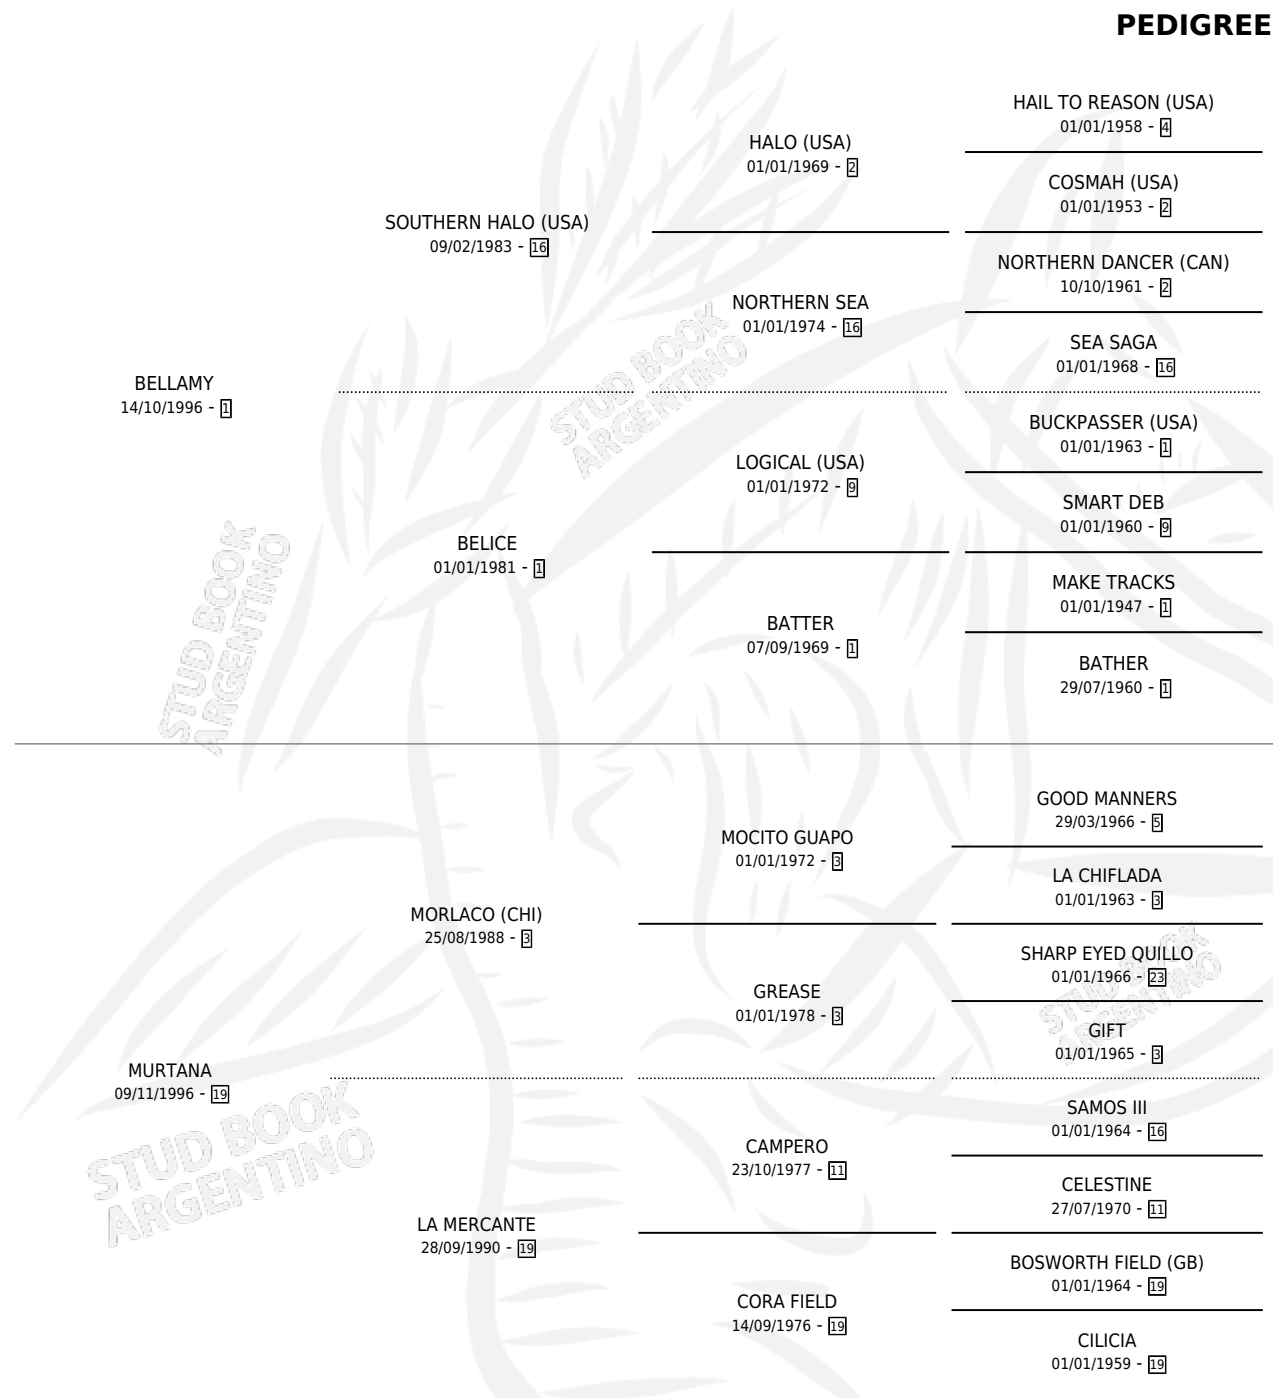 PEDIGREE
HAIL TO REASON (USA)
01/01/1958 - 4
HALO (USA)
01/01/1969 - 2
COSMAH (USA)
01/01/1953 - 2
SOUTHERN HALO (USA)
09/02/1983 - 16
NORTHERN DANCER (CAN)
10/10/1961 - 2
NORTHERN SEA
01/01/1974 - 16
SEA SAGA
01/01/1968 - 16
BELLAMY
14/10/1996 - 1
BUCKPASSER (USA)
01/01/1963 - 1
LOGICAL (USA)
01/01/1972 - 9
SMART DEB
01/01/1960 - 9
BELICE
01/01/1981 - 1
MAKE TRACKS
01/01/1947 - 1
BATTER
07/09/1969 - 1
BATHER
29/07/1960 - 1
GOOD MANNERS
29/03/1966 - 5
MOCITO GUAPO
01/01/1972 - 3
LA CHIFLADA
01/01/1963 - 3
MORLACO (CHI)
25/08/1988 - 3
SHARP EYED QUILLO
01/01/1966 - 23
GREASE
01/01/1978 - 3
GIFT
01/01/1965 - 3
MURTANA
09/11/1996 - 19
SAMOS III
01/01/1964 - 16
CAMPERO
23/10/1977 - 11
CELESTINE
27/07/1970 - 11
LA MERCANTE
28/09/1990 - 19
BOSWORTH FIELD (GB)
01/01/1964 - 19
CORA FIELD
14/09/1976 - 19
CILICIA
01/01/1959 - 19
STUD BOOK
ARGENTINO
STUD BOOK
ARGENTINO
STUD BOOK
ARGENTINO
STUD BOOK
ARGENTINO